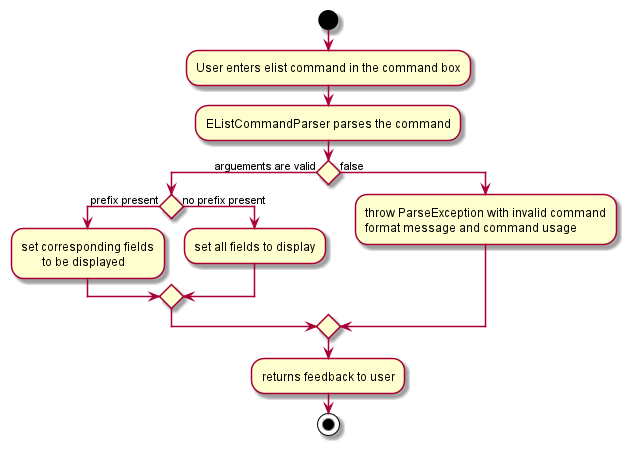 User enters elist command in the command box
EListCommandParser parses the command
arguements are valid
false
prefix present
no prefix present
set corresponding fields
to be displayed
set all fields to display
throw ParseException with invalid command
format message and command usage
returns feedback to user